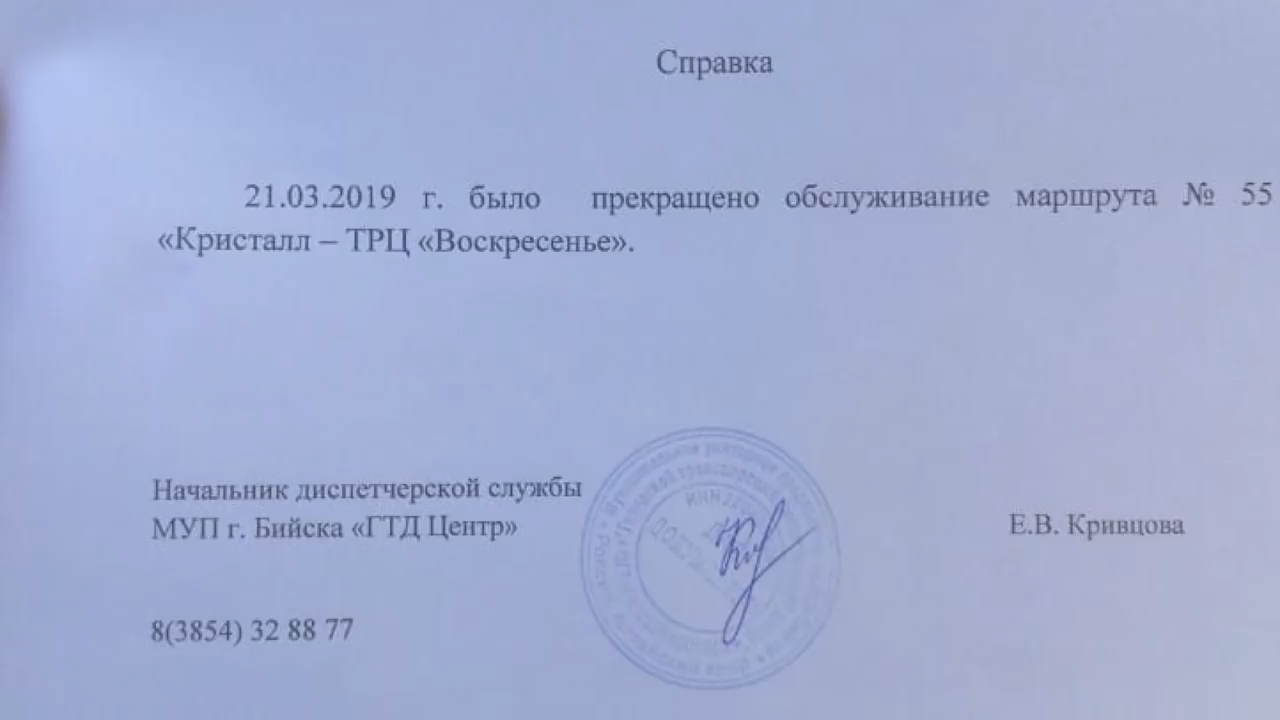 Справка
21.03.2019 г. было прекращено обслуживание маршрута № 55
«Кристалл – ТРЦ «Воскресенье».
Начальник диспетчерской службы
МУП г. Бийска «ГТД Центр»
Е.В. Кривцова
8(3854) 32 88 77